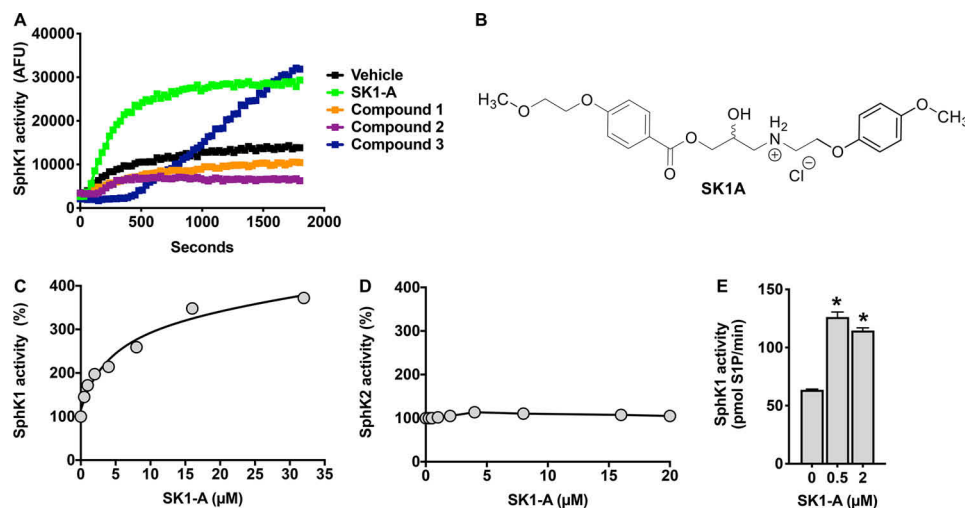 A
SphK1 activity (AFU)
50000
40000
30000
20000
10000
0
0
500
1000
1500
2000
Seconds
Vehicle
SK1-A
Compound 1
Compound 2
Compound 3
B
H3C
O
O
O
O
OH
NH2
+
O
O
CH3
Cl
−
SK1A
C
SphK1 activity (%)
400
300
200
100
0
0
5
10
15
20
25
30
35
SK1-A (µM)
D
SphK2 activity (%)
400
300
200
100
0
0
5
10
15
20
SK1-A (µM)
E
SphK1 activity
(pmol S1P/min)
150
100
50
0
*
*
0 0.5 2
SK1-A (µM)